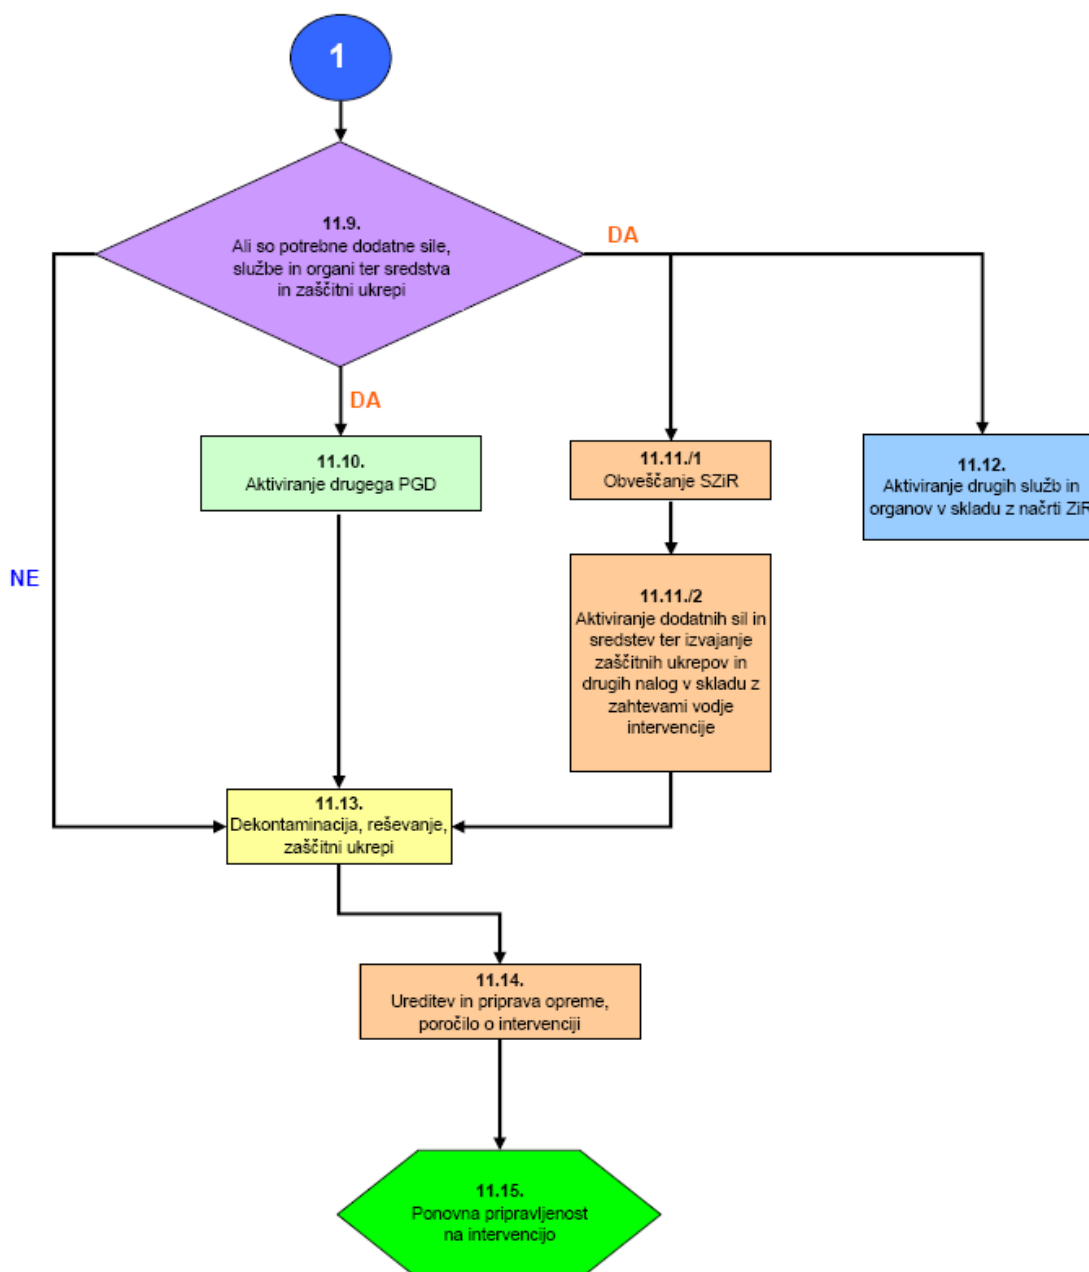 1
11.9.
Ali so potrebne dodatne sile,
službe in organi ter sredstva
in zaščitni ukrepi
DA
DA
NE
11.10.
Aktiviranje drugega PGD
11.11./1
Obveščanje SZiR
11.12.
Aktiviranje drugih služb in
organov v skladu z načrti ZiR
11.11./2
Aktiviranje dodatnih sil in
sredstev ter izvajanje
zaščitnih ukrepov in
drugih nalog v skladu z
zahtevami vodje
intervencije
11.13.
Dekontaminacija, reševanje,
zaščitni ukrepi
11.14.
Ureditev in priprava opreme,
poročilo o intervenciji
11.15.
Ponovna pripravljenost
na intervencijo